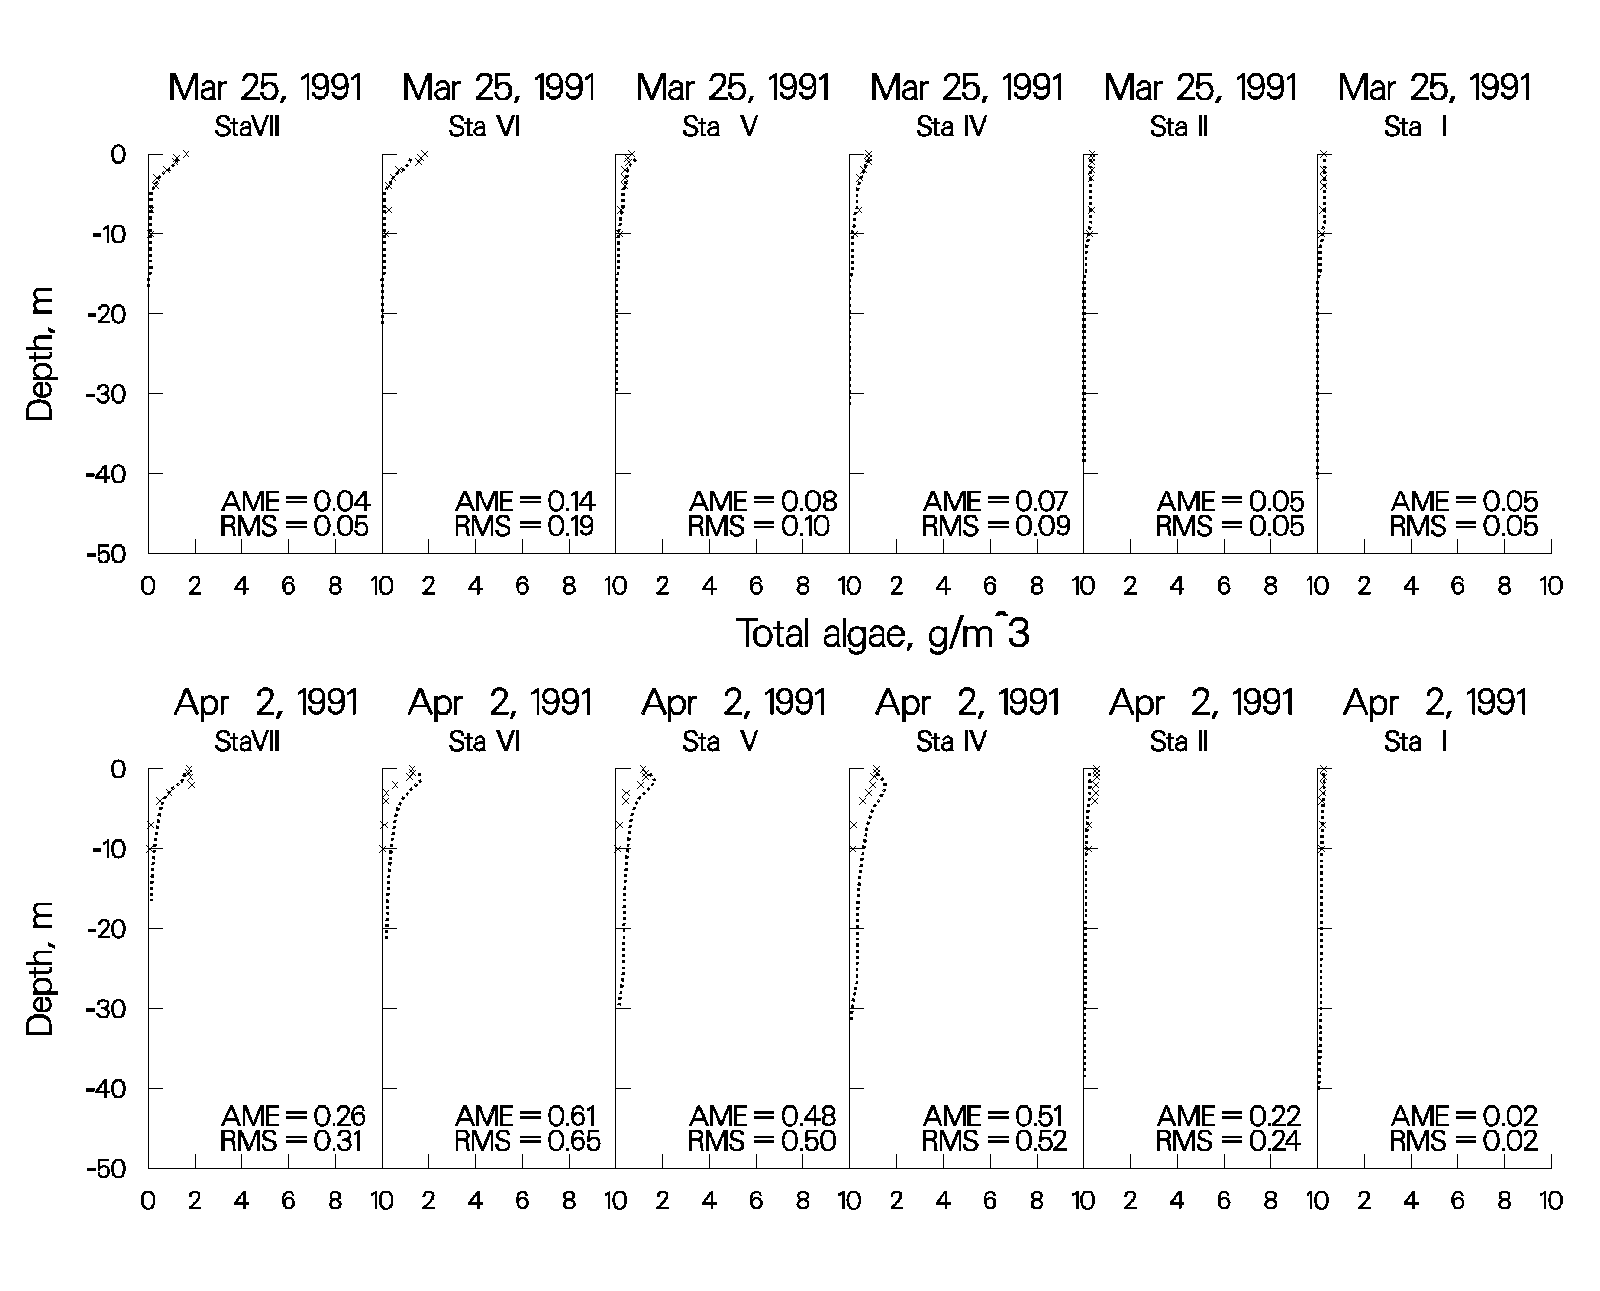 Mar 25, 1991 Mar 25, 1991 Mar 25, 1991 Mar 25, 1991 Mar 25, 1991 Mar 25, 1991
StaVII Sta VI Sta V Sta IV Sta II Sta I
0
-10
-20
-30
-40
-50
Depth, m
AME = 0.04 AME = 0.14 AME = 0.08 AME = 0.07 AME = 0.05 AME = 0.05
RMS = 0.05 RMS = 0.19 RMS = 0.10 RMS = 0.09 RMS = 0.05 RMS = 0.05
0 2 4 6 8 10 2 4 6 8 10 2 4 6 8 10 2 4 6 8 10 2 4 6 8 10 2 4 6 8 10
Total algae, g/m^3
Apr 2, 1991 Apr 2, 1991 Apr 2, 1991 Apr 2, 1991 Apr 2, 1991 Apr 2, 1991
StaVII Sta VI Sta V Sta IV Sta II Sta I
0
-10
-20
-30
-40
-50
Depth, m
AME = 0.26 AME = 0.61 AME = 0.48 AME = 0.51 AME = 0.22 AME = 0.02
RMS = 0.31 RMS = 0.65 RMS = 0.50 RMS = 0.52 RMS = 0.24 RMS = 0.02
0 2 4 6 8 10 2 4 6 8 10 2 4 6 8 10 2 4 6 8 10 2 4 6 8 10 2 4 6 8 10